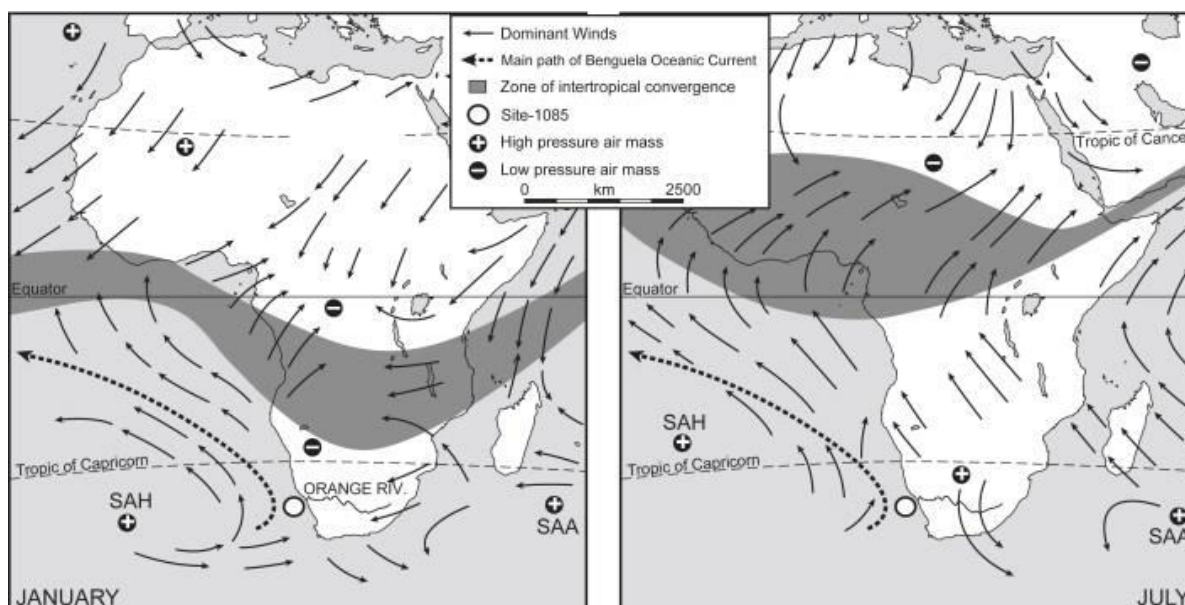 Dominant Winds
Main path of Benguela Oceanic Current
Zone of intertropical convergence
Site-1085
High pressure air mass
Low pressure air mass
0 km 2500
Equator
Tropic of Capricorn
ORANGE RIV.
SAH
SAA
JANUARY
Tropic of Cance
Equator
SAH
Tropic of Capricorn
SAA
JULY